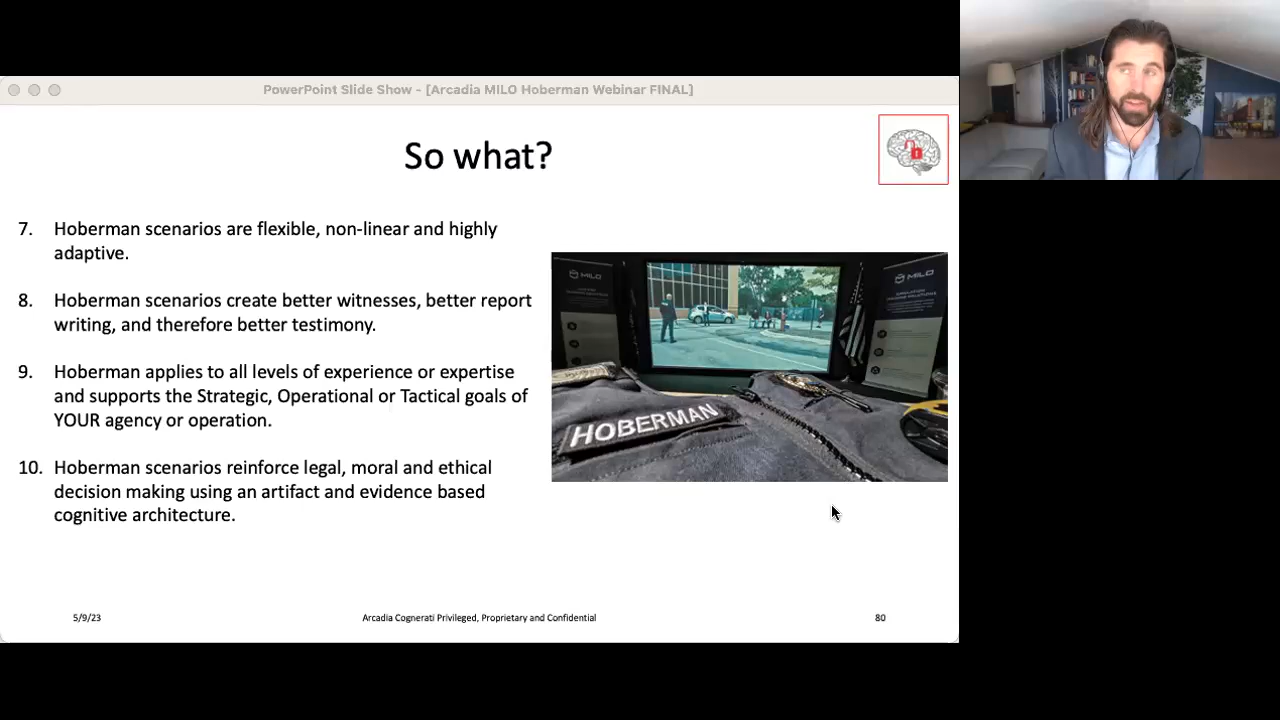 PowerPoint Slide Show - [Arcadia MILO Hoberman Webinar FINAL]
So what?
7. Hoberman scenarios are flexible, non-linear and highly
adaptive.
8. Hoberman scenarios create better witnesses, better report
writing, and therefore better testimony.
9. Hoberman applies to all levels of experience or expertise
and supports the Strategic, Operational or Tactical goals of
YOUR agency or operation.
10. Hoberman scenarios reinforce legal, moral and ethical
decision making using an artifact and evidence based
cognitive architecture.
MILO
MILO
HOBERMAN
5/9/23
Arcadia Cognerati Privileged, Proprietary and Confidential
80